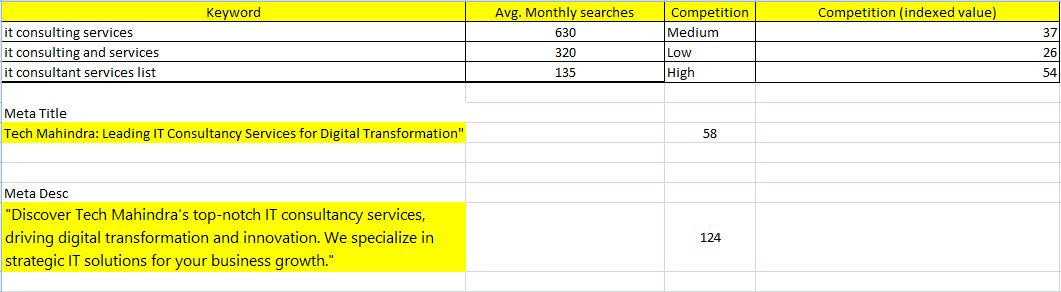 Keyword Avg. Monthly searches Competition Competition (indexed value)
it consulting services 630 Medium 37
it consulting and services 320 Low 26
it consultant services list 135 High 54
Meta Title
Tech Mahindra: Leading IT Consultancy Services for Digital Transformation" 58
Meta Desc
"Discover Tech Mahindra's top-notch IT consultancy services,
driving digital transformation and innovation. We specialize in 124
strategic IT solutions for your business growth."